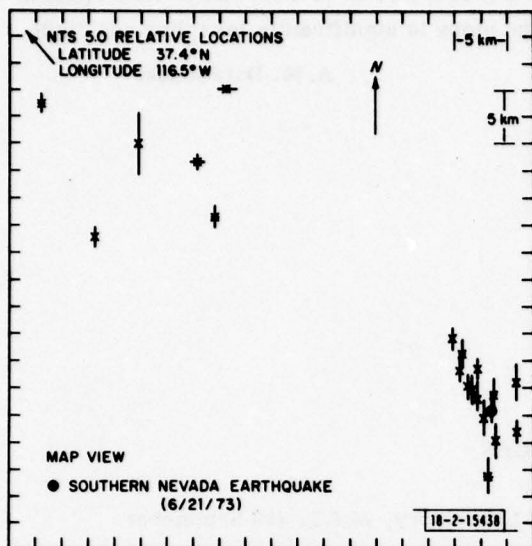 NTS 5.0 RELATIVE LOCATIONS
LATITUDE 37.4°N
LONGITUDE 116.5°W
5 km
N
5 km
MAP VIEW
● SOUTHERN NEVADA EARTHQUAKE
(6/21/73)
18-2-15438